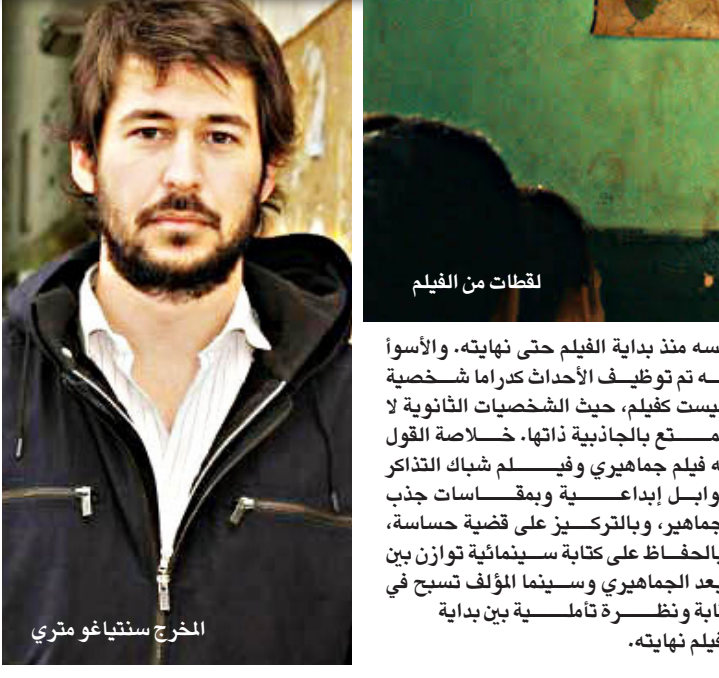 لقطات من الفيلم
سه منذ بداية الفيلم حتى نهايته. والأسوأ
ـه تم توظيف الأحداث كدراما شخصية
يست كفيلم، حيث الشخصيات الثانوية لا
متع بالجاذبية ذاتها. خلاصة القول
ه فيلم جماهيري وفيلم شباك التذاكر
وابل إبداعية وبمقاسات جذب
جماهير، وبالتركيز على قضية حساسة،
بالحفاظ على كتابة سينمائية توازن بين
بعد الجماهيري وسينما المؤلف تسبح في
ابة ونظرة تأملية بين بداية
فيلم نهايته.
المخرج سنتياغو متري